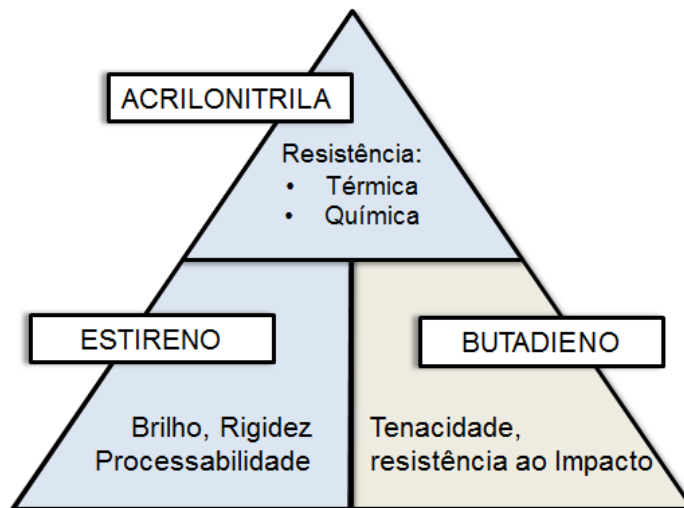 ACRILONITRILA
Resistência:
• Térmica
• Química
ESTIRENO
BUTADIENO
Brilho, Rigidez
Processabilidade
Tenacidade,
resistência ao Impacto